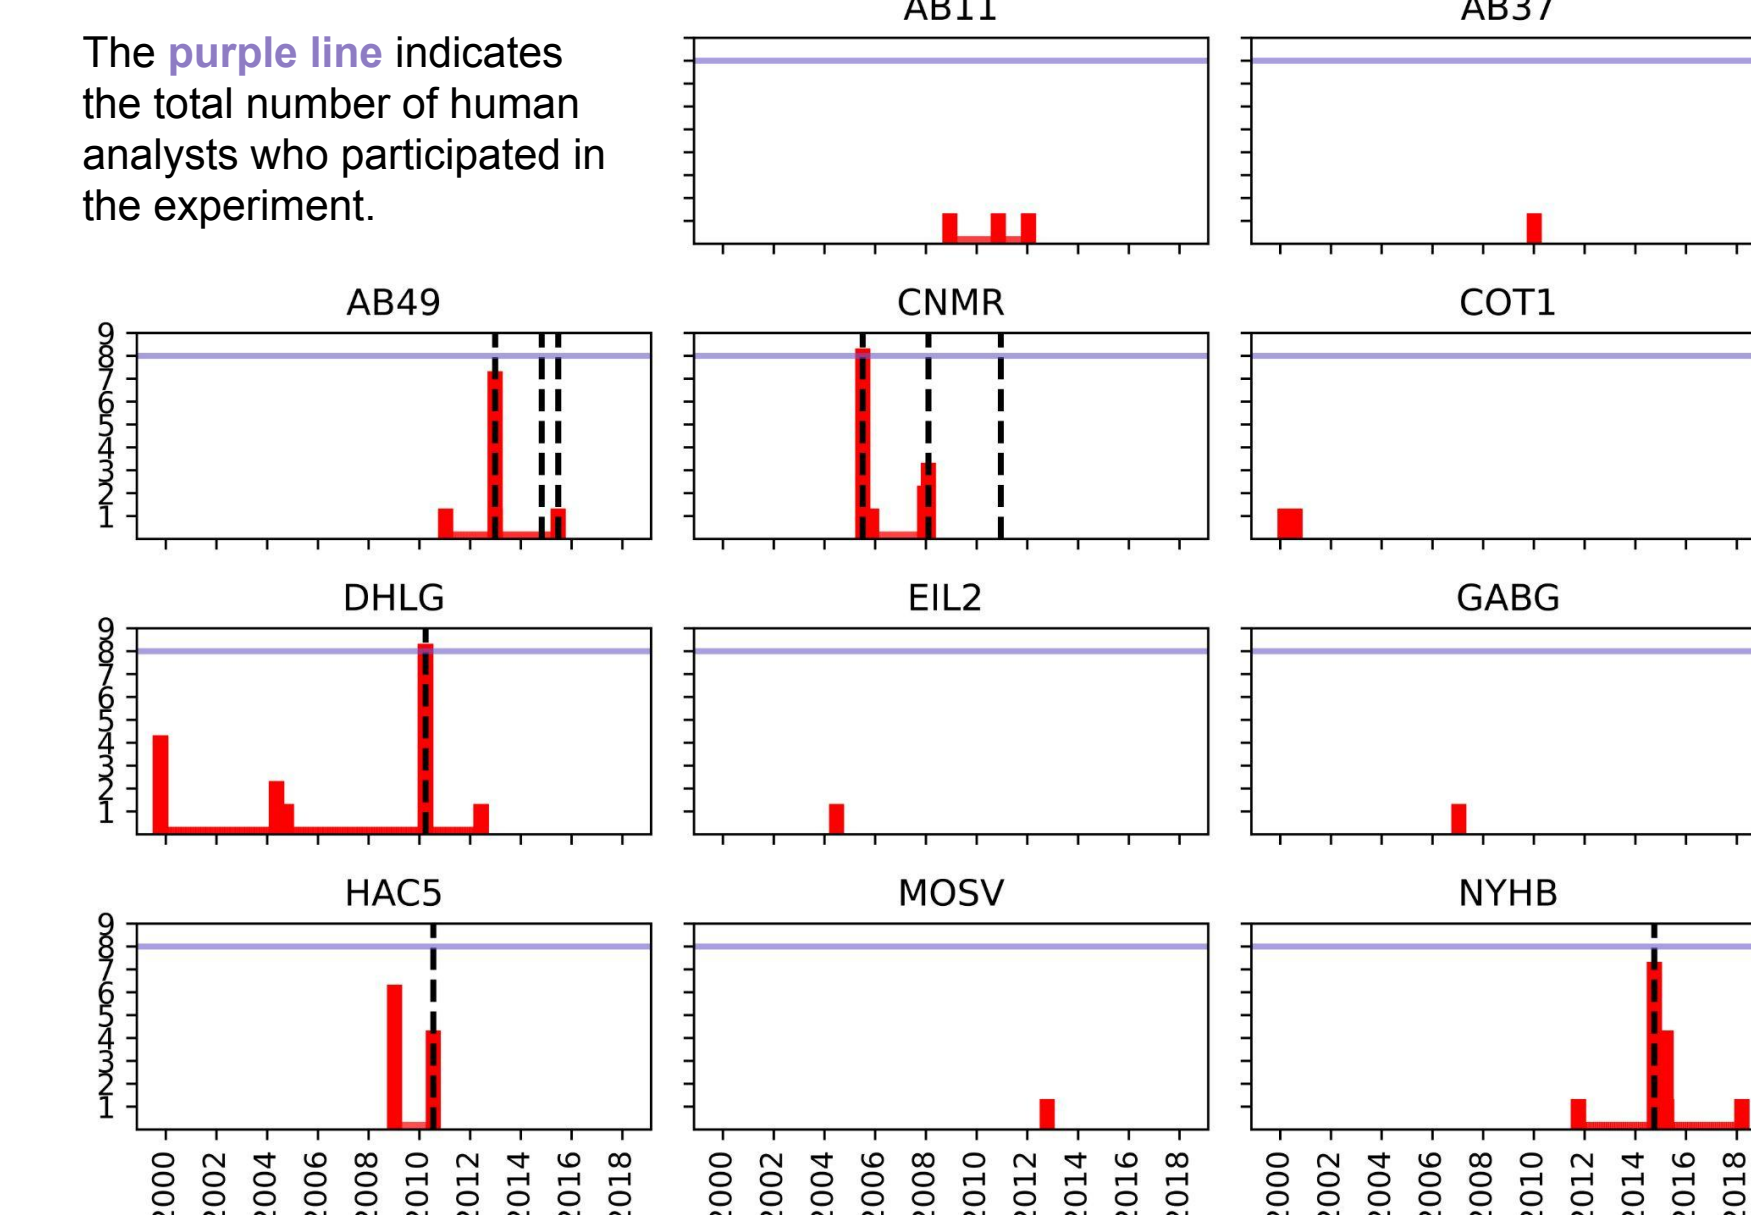 The purple line indicates
the total number of human
analysts who participated in
the experiment.
AB11
AB37
AB49
CNMR
COT1
9
8
7
6
5
4
3
2
1
DHLG
EIL2
GABG
9
8
7
6
5
4
3
2
1
HAC5
MOSV
NYHB
9
8
7
6
5
4
3
2
1
2000 2002 2004 2006 2008 2010 2012 2014 2016 2018
2000 2002 2004 2006 2008 2010 2012 2014 2016 2018
2000 2002 2004 2006 2008 2010 2012 2014 2016 2018